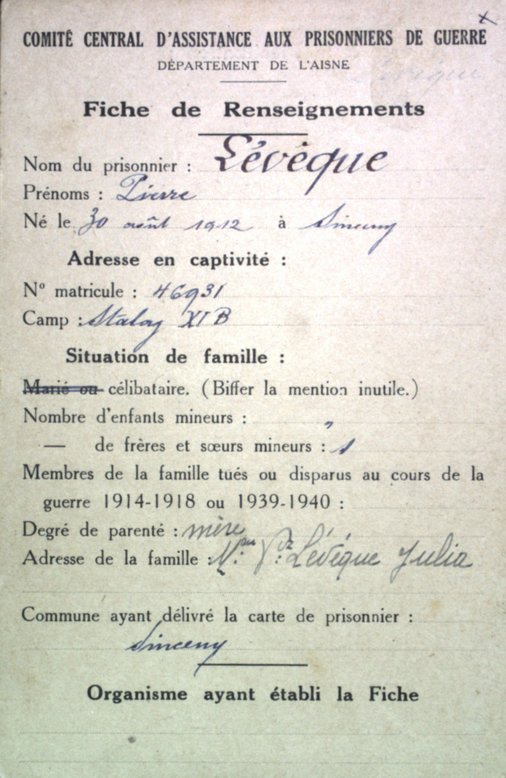 COMITÉ CENTRAL D'ASSISTANCE AUX PRISONNIERS DE GUERRE
DÉPARTEMENT DE L'AISNE
Fiche de Renseignements
Nom du prisonnier : Lévêque
Prénoms : Pierre
Né le 30 août 1912 à Sinceny
Adresse en captivité :
N° matricule : 46931
Camp : Stalag XI B
Situation de famille :
Marié ou célibataire. (Biffer la mention inutile.)
Nombre d'enfants mineurs : "
— de frères et sœurs mineurs : 1
Membres de la famille tués ou disparus au cours de la
guerre 1914-1918 ou 1939-1940 :
Degré de parenté : mère
Adresse de la famille : Vve Lévêque Julia
Commune ayant délivré la carte de prisonnier :
Sinceny
Organisme ayant établi la Fiche